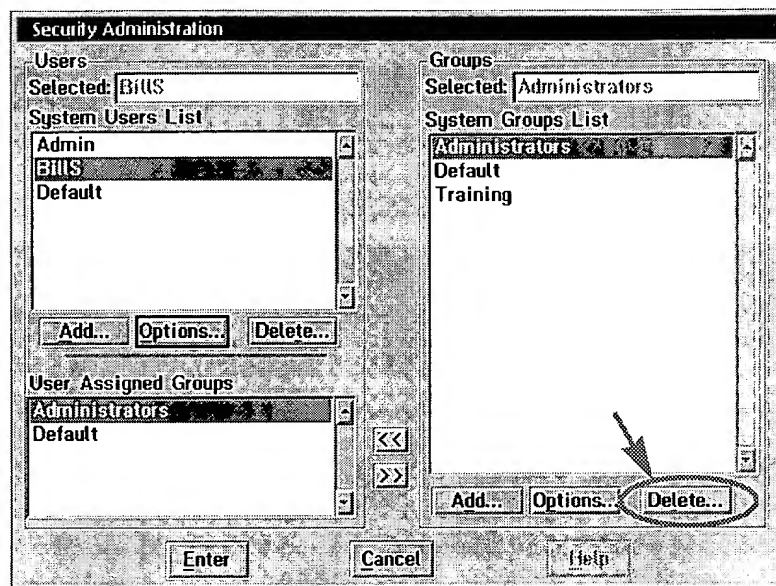 Security Administration
Users
Selected: BillS
System Users List
Admin
BillS
Default
Add... Options... Delete...
User Assigned Groups
Administrators
Default
<<
>>
Groups
Selected: Administrators
System Groups List
Administrators
Default
Training
Add... Options... Delete...
Enter Cancel Help